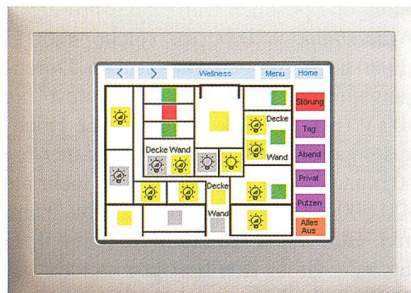 < > Wellness Menu Home
Störung
Decke
Tag
Decke Wand
Wand
Abend
Privat
Decke
Putzen
Wand
Alles
Aus